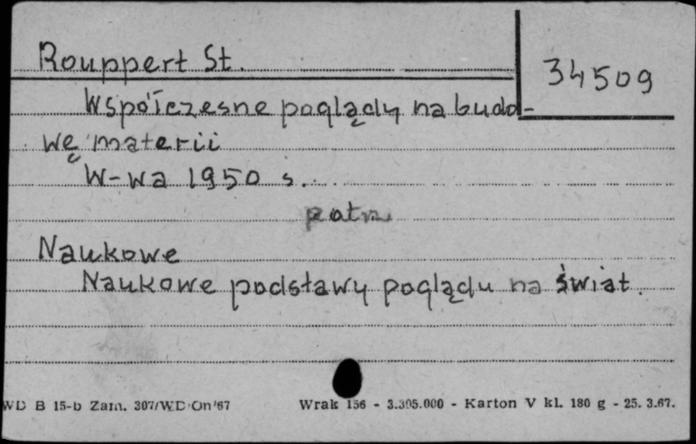 Rouppert St.
34509
Współczesne poglądy na budo-
wę materii
W-wa 1950 s.
patrz
Naukowe
Naukowe podstawy poglądu na świat.
WD B 15-b Zam. 307/WD-On/67 Wrak 156 - 3.305.000 - Karton V kl. 180 g - 25. 3.67.